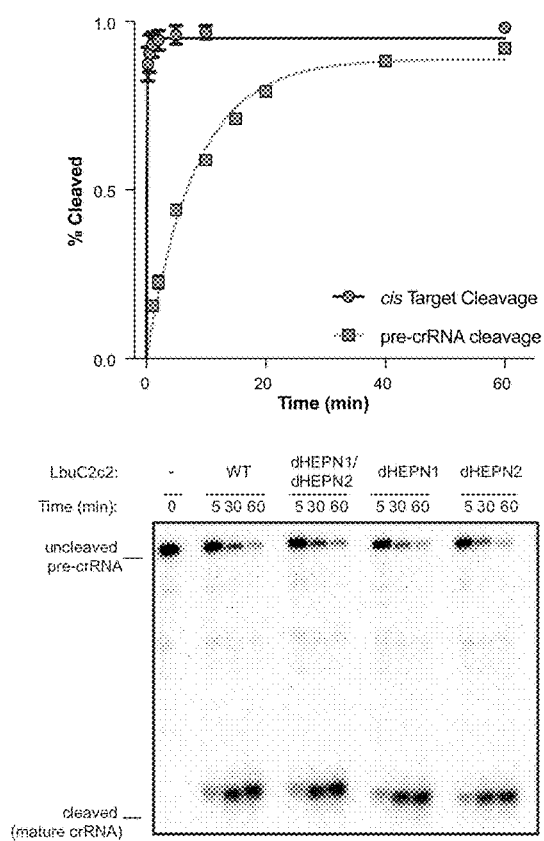 1.0
0.5
0.0
% Cleaved
cis Target Cleavage
pre-crRNA cleavage
0 20 40 60
Time (min)
LbuC2c2: - WT dHEPN1/ dHEPN2 dHEPN1 dHEPN2
Time (min): 0 5 30 60 5 30 60 5 30 60 5 30 60
uncleaved
pre-crRNA
cleaved
(mature crRNA)